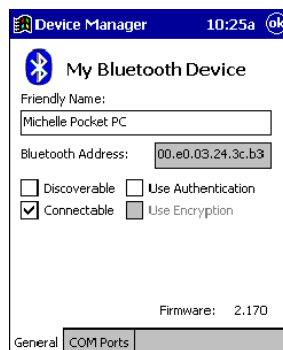 Device Manager 10:25a ok
My Bluetooth Device
Friendly Name:
Michelle Pocket PC
Bluetooth Address: 00.e0.03.24.3c.b3
Discoverable Use Authentication
Connectable Use Encryption
Firmware: 2.170
General COM Ports